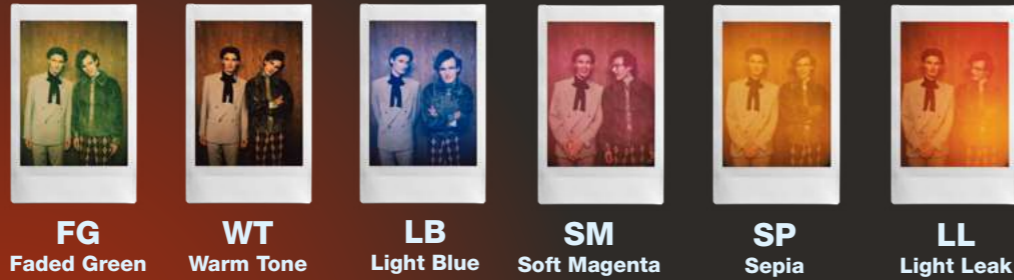 FG
Faded Green
WT
Warm Tone
LB
Light Blue
SM
Soft Magenta
SP
Sepia
LL
Light Leak